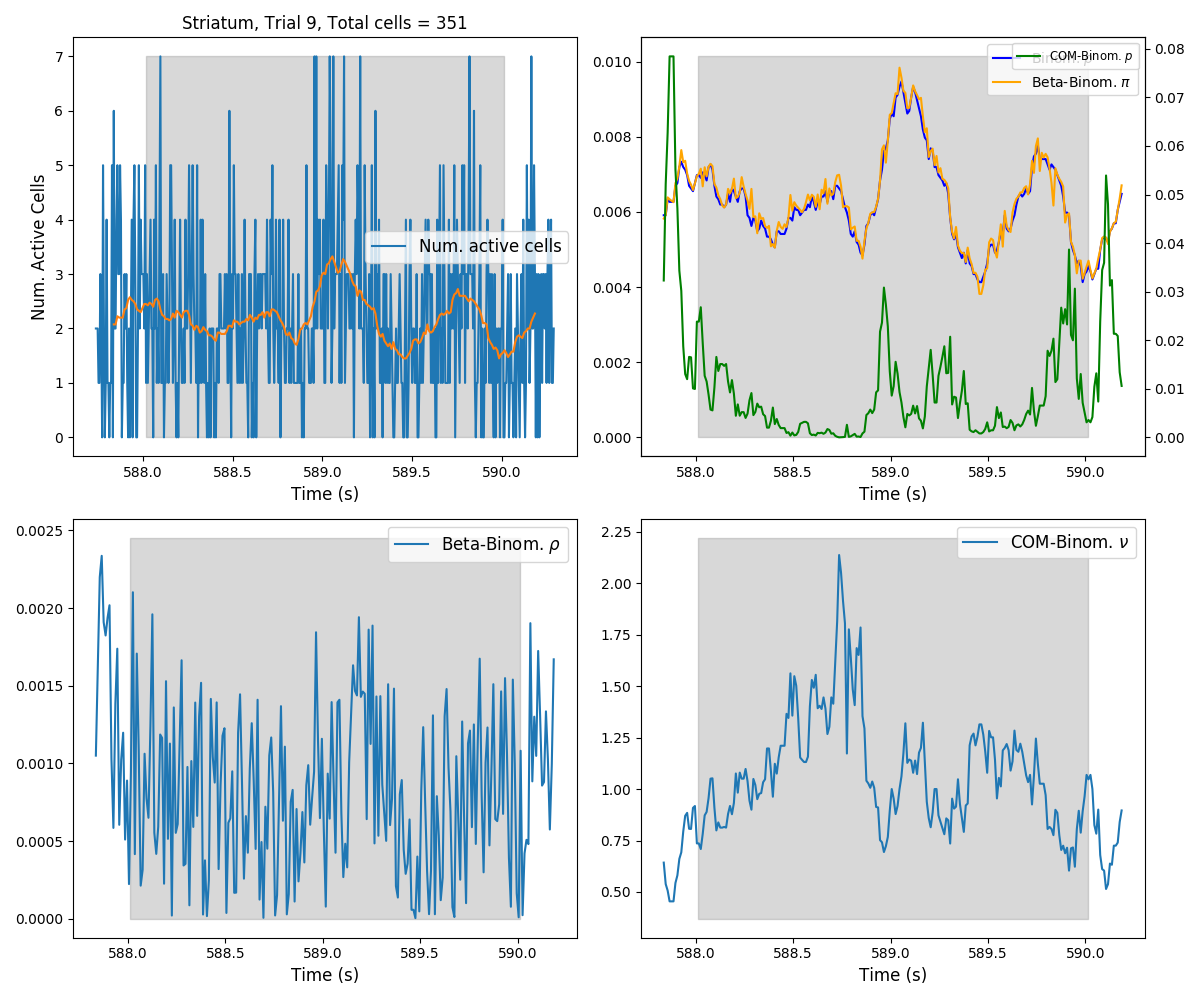 Striatum, Trial 9, Total cells = 351
Num. Active Cells
7
6
5
4
3
2
1
0
Num. active cells
588.0 588.5 589.0 589.5 590.0
Time (s)
0.010
0.008
0.006
0.004
0.002
0.000
COM-Binom. p
Beta-Binom. π
0.08
0.07
0.06
0.05
0.04
0.03
0.02
0.01
0.00
588.0 588.5 589.0 589.5 590.0
Time (s)
0.0025
0.0020
0.0015
0.0010
0.0005
0.0000
Beta-Binom. ρ
588.0 588.5 589.0 589.5 590.0
Time (s)
2.25
2.00
1.75
1.50
1.25
1.00
0.75
0.50
COM-Binom. ν
588.0 588.5 589.0 589.5 590.0
Time (s)